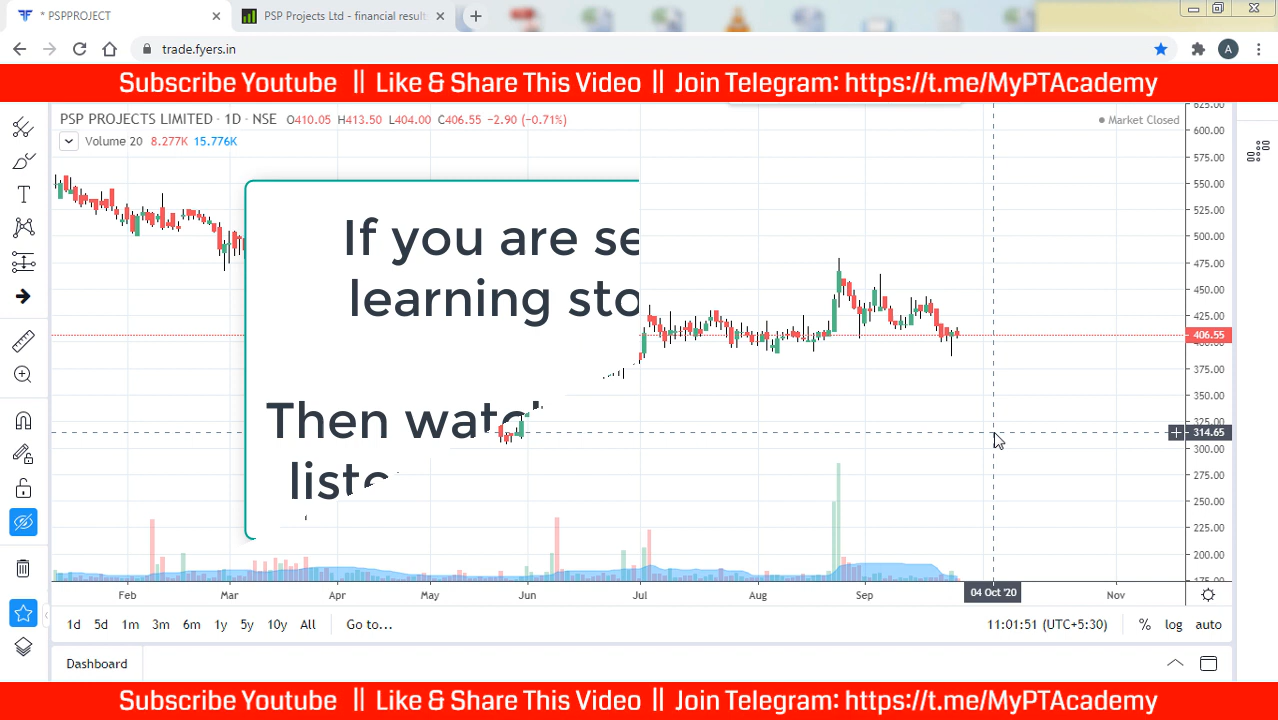 * PSPPROJECT
PSP Projects Ltd - financial result
trade.fyers.in
A
Subscribe Youtube || Like & Share This Video || Join Telegram: https://t.me/MyPTAcademy
PSP PROJECTS LIMITED · 1D · NSE O410.05 H413.50 L404.00 C406.55 −2.90 (−0.71%)
Market Closed
Volume 20 8.277K 15.776K
625.00
600.00
575.00
550.00
525.00
500.00
475.00
450.00
425.00
406.55
400.00
375.00
350.00
325.00
314.65
300.00
275.00
250.00
225.00
200.00
175.00
If you are se
learning sto
Then watch
liste
Feb Mar Apr May Jun Jul Aug Sep 04 Oct '20 Nov
1d 5d 1m 3m 6m 1y 5y 10y All Go to... 11:01:51 (UTC+5:30) % log auto
Dashboard
Subscribe Youtube || Like & Share This Video || Join Telegram: https://t.me/MyPTAcademy